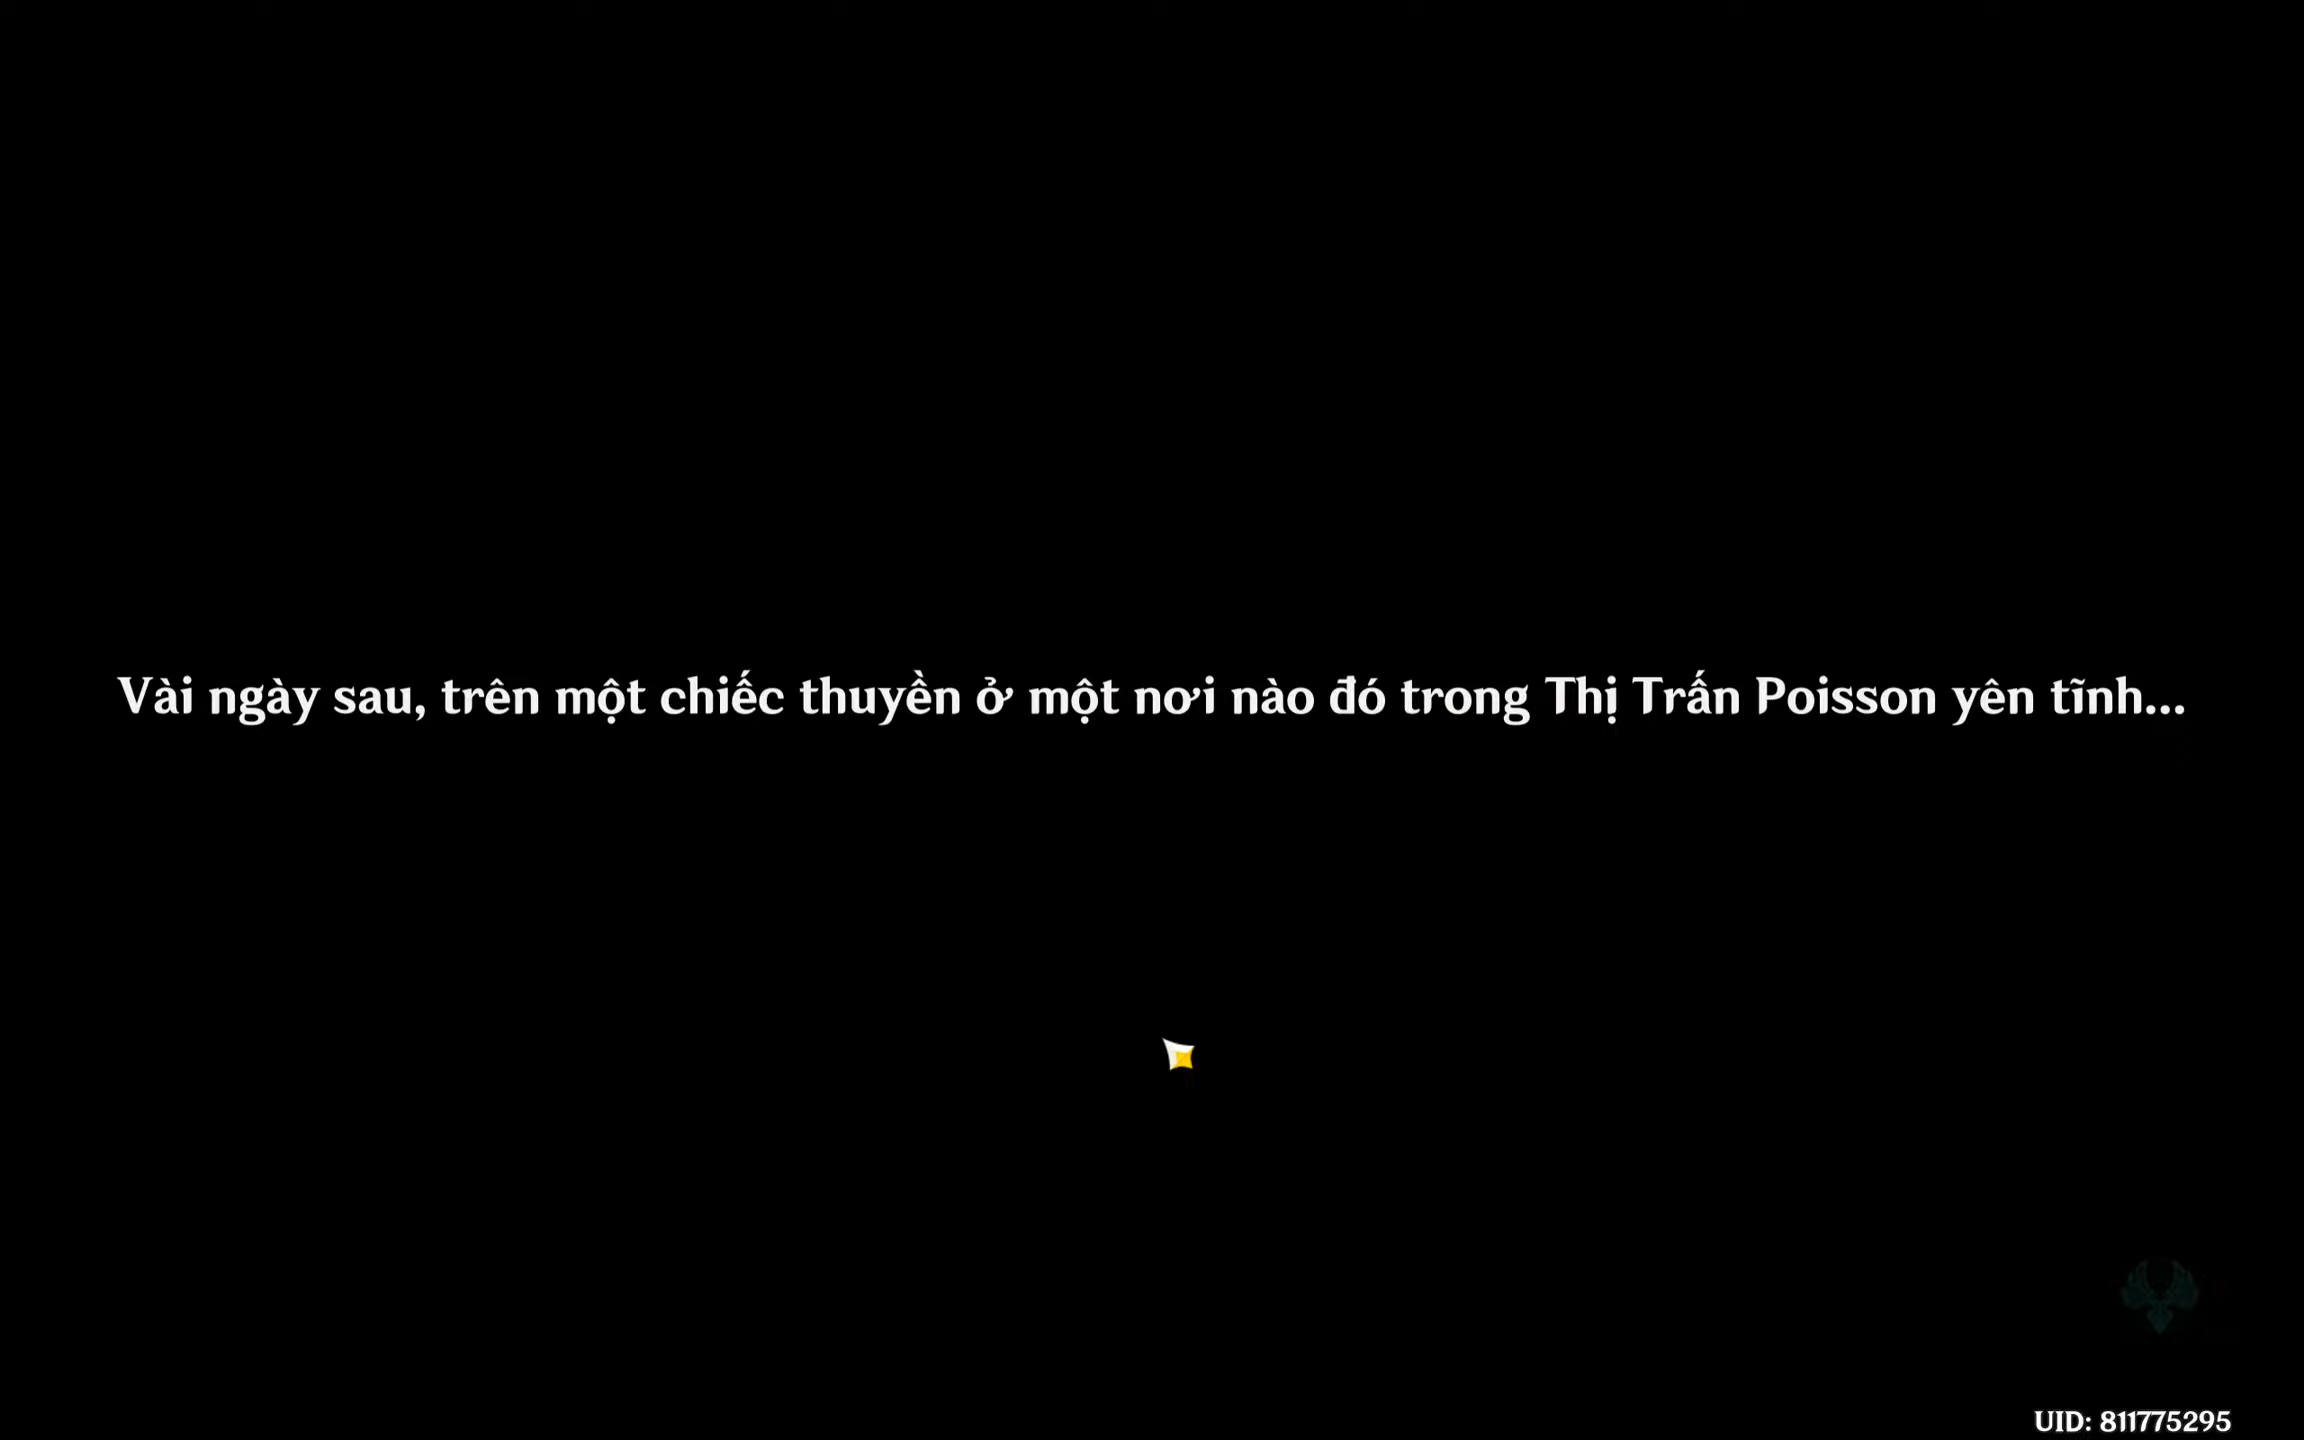 Vài ngày sau, trên một chiếc thuyền ở một nơi nào đó trong Thị Trấn Poisson yên tĩnh...
UID: 811775295